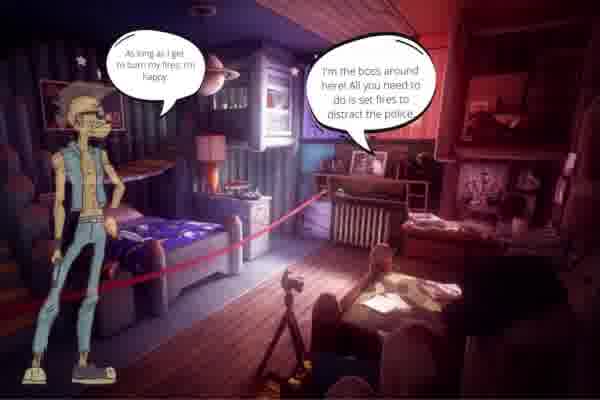 As long as I get
to burn my fires, I'm
happy.
I'm the boss around
here! All you need to
do is set fires to
distract the police.